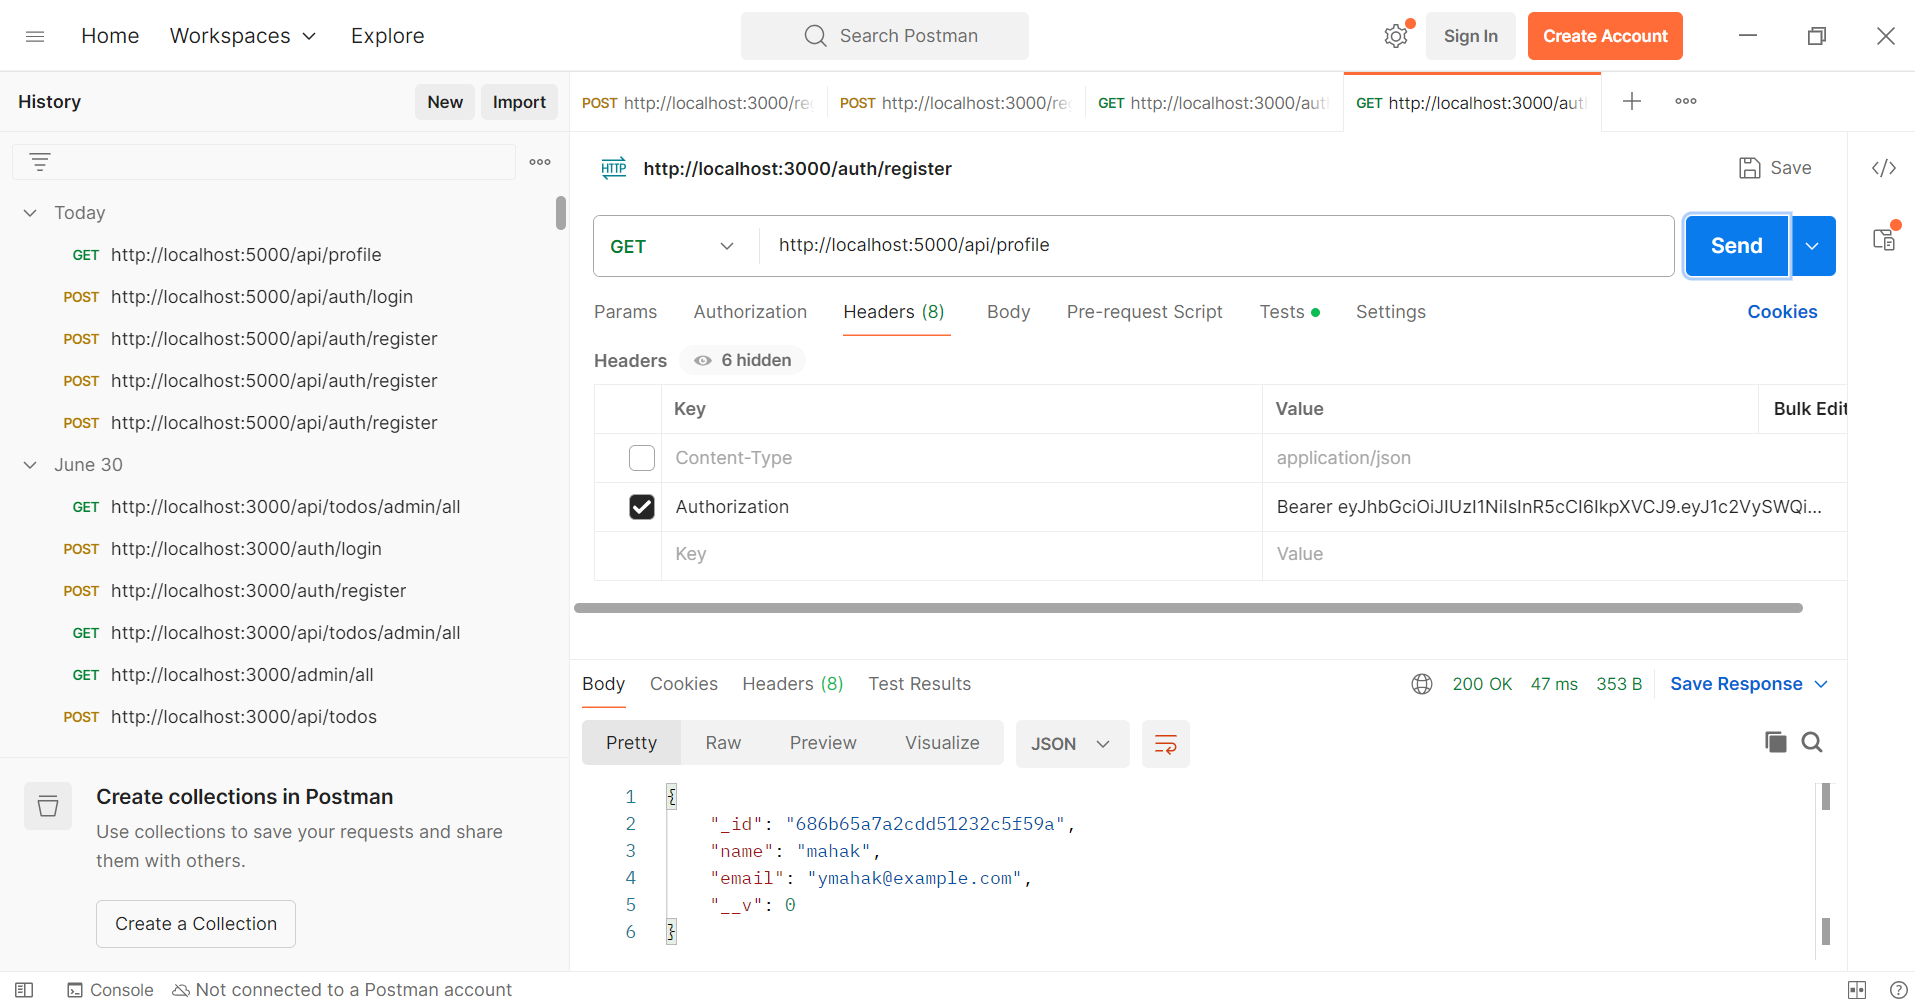 Home
Workspaces
Explore
Search Postman
Sign In
Create Account
History
New
Import
POST http://localhost:3000/re
POST http://localhost:3000/re
GET http://localhost:3000/aut
GET http://localhost:3000/aut
HTTP http://localhost:3000/auth/register
Save
Today
GET http://localhost:5000/api/profile
POST http://localhost:5000/api/auth/login
POST http://localhost:5000/api/auth/register
POST http://localhost:5000/api/auth/register
POST http://localhost:5000/api/auth/register
June 30
GET http://localhost:3000/api/todos/admin/all
POST http://localhost:3000/auth/login
POST http://localhost:3000/auth/register
GET http://localhost:3000/api/todos/admin/all
GET http://localhost:3000/admin/all
POST http://localhost:3000/api/todos
Create collections in Postman
Use collections to save your requests and share
them with others.
Create a Collection
GET http://localhost:5000/api/profile
Send
Params Authorization Headers (8) Body Pre-request Script Tests Settings Cookies
Headers 6 hidden
Key Value Bulk Edit
Content-Type application/json
Authorization Bearer eyJhbGciOiJIUzI1NiIsInR5cCI6IkpXVCJ9.eyJ1c2VySWQi...
Key Value
Body Cookies Headers (8) Test Results 200 OK 47 ms 353 B Save Response
Pretty Raw Preview Visualize JSON
1 {
2 "_id": "686b65a7a2cdd51232c5f59a",
3 "name": "mahak",
4 "email": "ymahak@example.com",
5 "__v": 0
6 }
Console Not connected to a Postman account